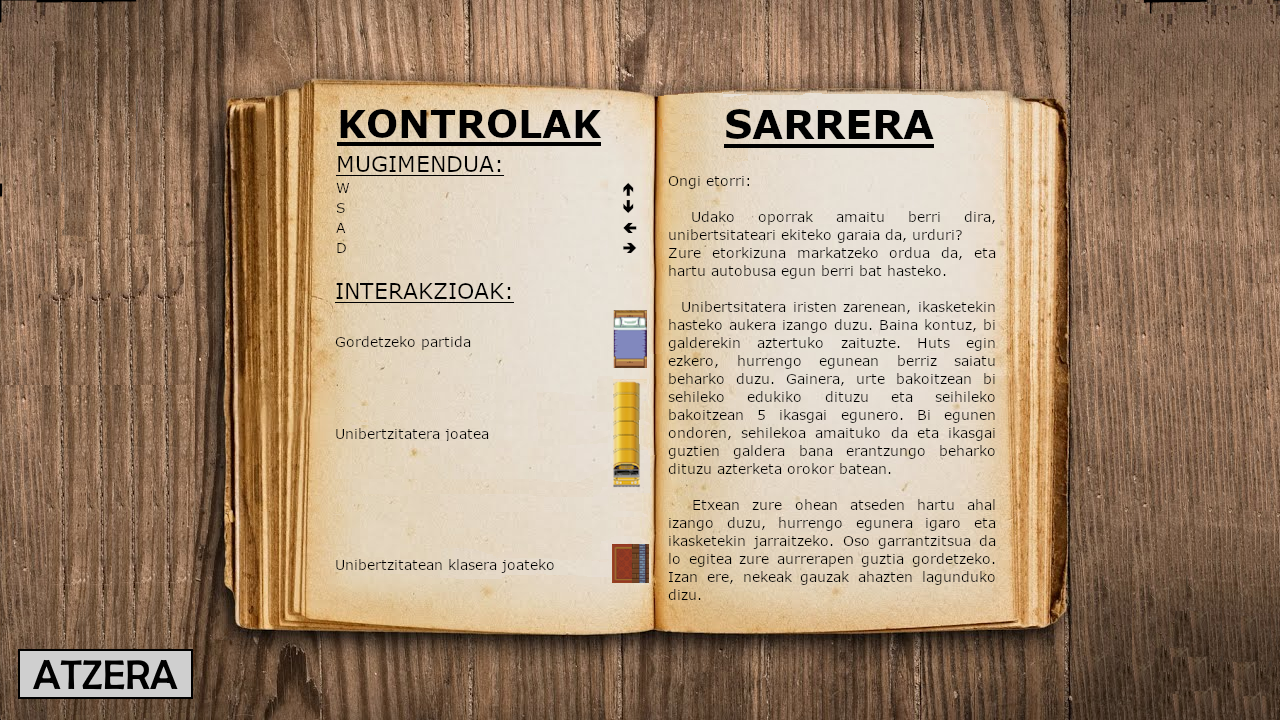 KONTROLAK
MUGIMENDUA:
W
S
A
D
INTERAKZIOAK:
Gordetzeko partida
Unibertzitatera joatea
Unibertzitatean klasera joateko
SARRERA
Ongi etorri:
Udako oporrak amaitu berri dira,
unibertsitateari ekiteko garaia da, urduri?
Zure etorkizuna markatzeko ordua da, eta
hartu autobusa egun berri bat hasteko.
Unibertsitatera iristen zarenean, ikasketekin
hasteko aukera izango duzu. Baina kontuz, bi
galderekin aztertuko zaituzte. Huts egin
ezkero, hurrengo egunean berriz saiatu
beharko duzu. Gainera, urte bakoitzean bi
sehileko edukiko dituzu eta seihileko
bakoitzean 5 ikasgai egunero. Bi egunen
ondoren, sehilekoa amaituko da eta ikasgai
guztien galdera bana erantzungo beharko
dituzu azterketa orokor batean.
Etxean zure ohean atseden hartu ahal
izango duzu, hurrengo egunera igaro eta
ikasketekin jarraitzeko. Oso garrantzitsua da
lo egitea zure aurrerapen guztia gordetzeko.
Izan ere, nekeak gauzak ahazten lagunduko
dizu.
ATZERA